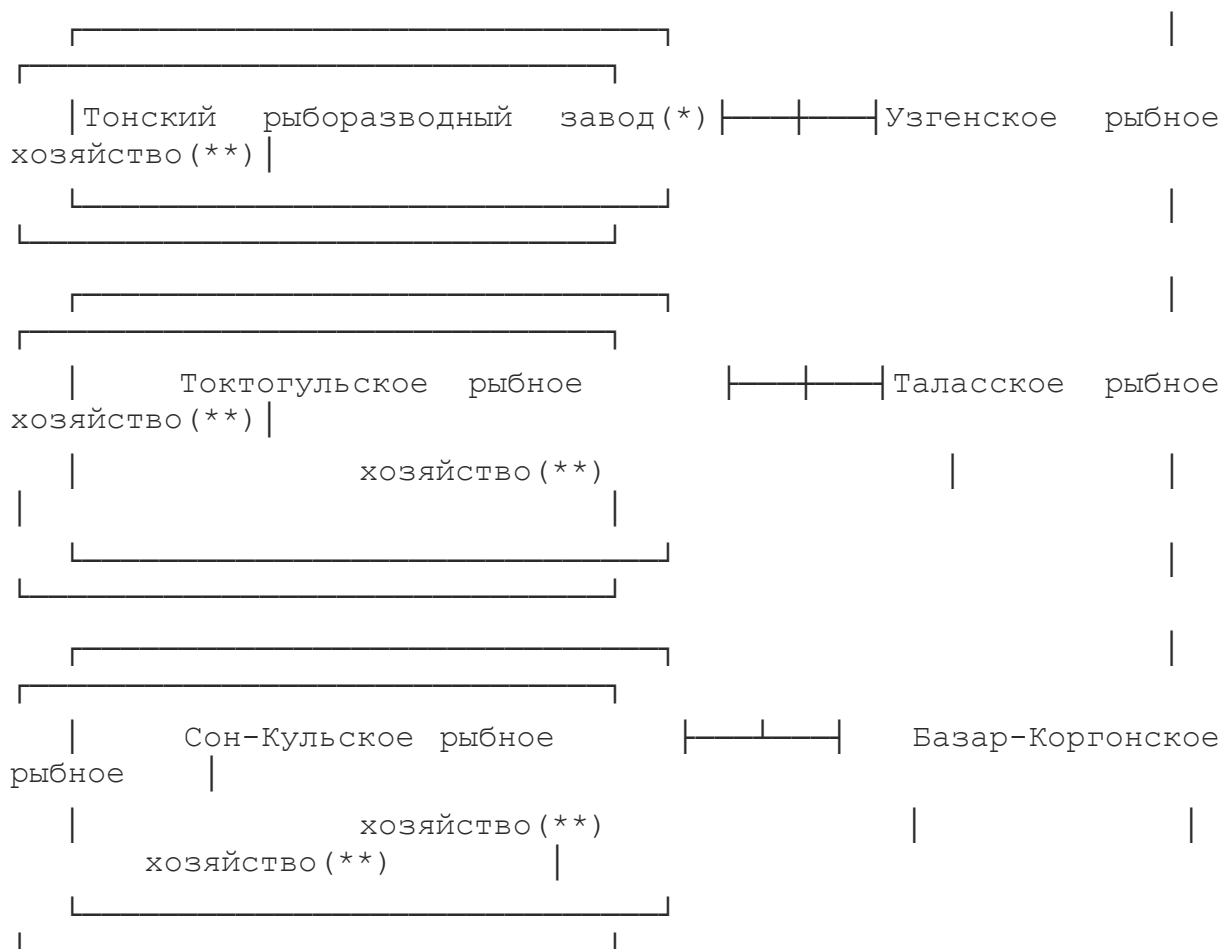 Тонский рыборазводный завод(*) Узгенское рыбное
хозяйство(**)
Токтогульское рыбное Таласское рыбное
хозяйство(**)
хозяйство(**)
Сон-Кульское рыбное Базар-Коргонское
рыбное
хозяйство(**)
хозяйство(**)